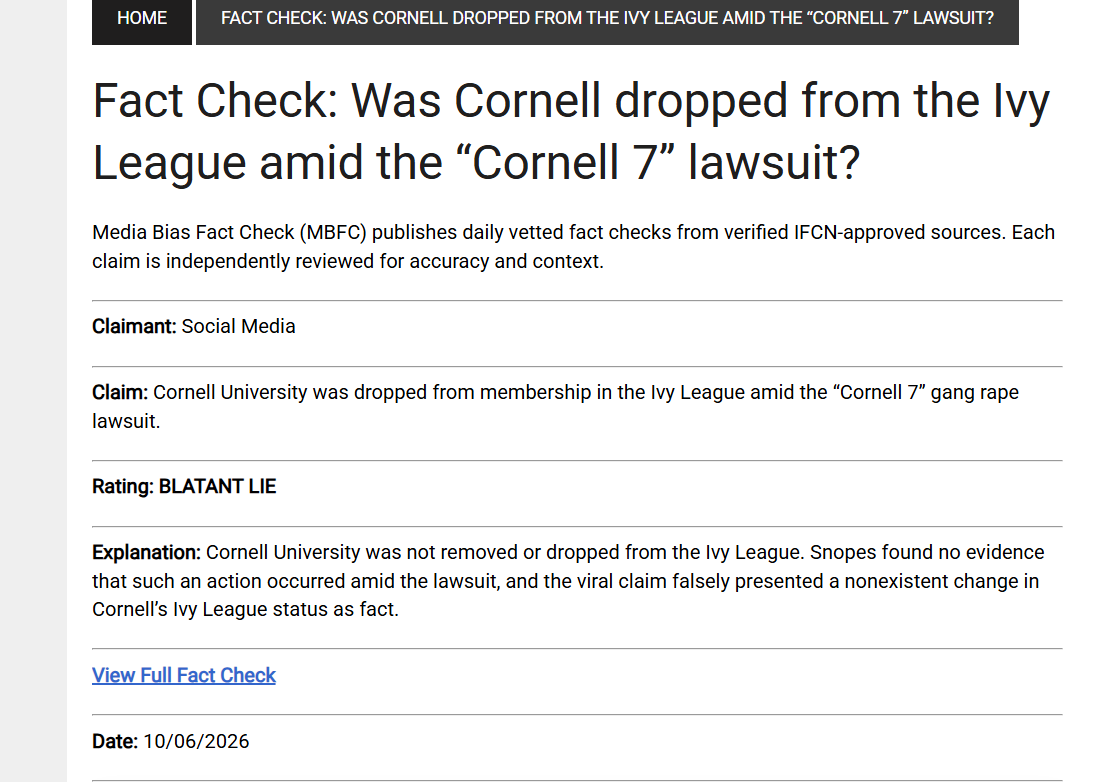 HOME
FACT CHECK: WAS CORNELL DROPPED FROM THE IVY LEAGUE AMID THE “CORNELL 7” LAWSUIT?
Fact Check: Was Cornell dropped from the Ivy
League amid the “Cornell 7” lawsuit?
Media Bias Fact Check (MBFC) publishes daily vetted fact checks from verified IFCN-approved sources. Each
claim is independently reviewed for accuracy and context.
Claimant: Social Media
Claim: Cornell University was dropped from membership in the Ivy League amid the “Cornell 7” gang rape
lawsuit.
Rating: BLATANT LIE
Explanation: Cornell University was not removed or dropped from the Ivy League. Snopes found no evidence
that such an action occurred amid the lawsuit, and the viral claim falsely presented a nonexistent change in
Cornell’s Ivy League status as fact.
View Full Fact Check
Date: 10/06/2026